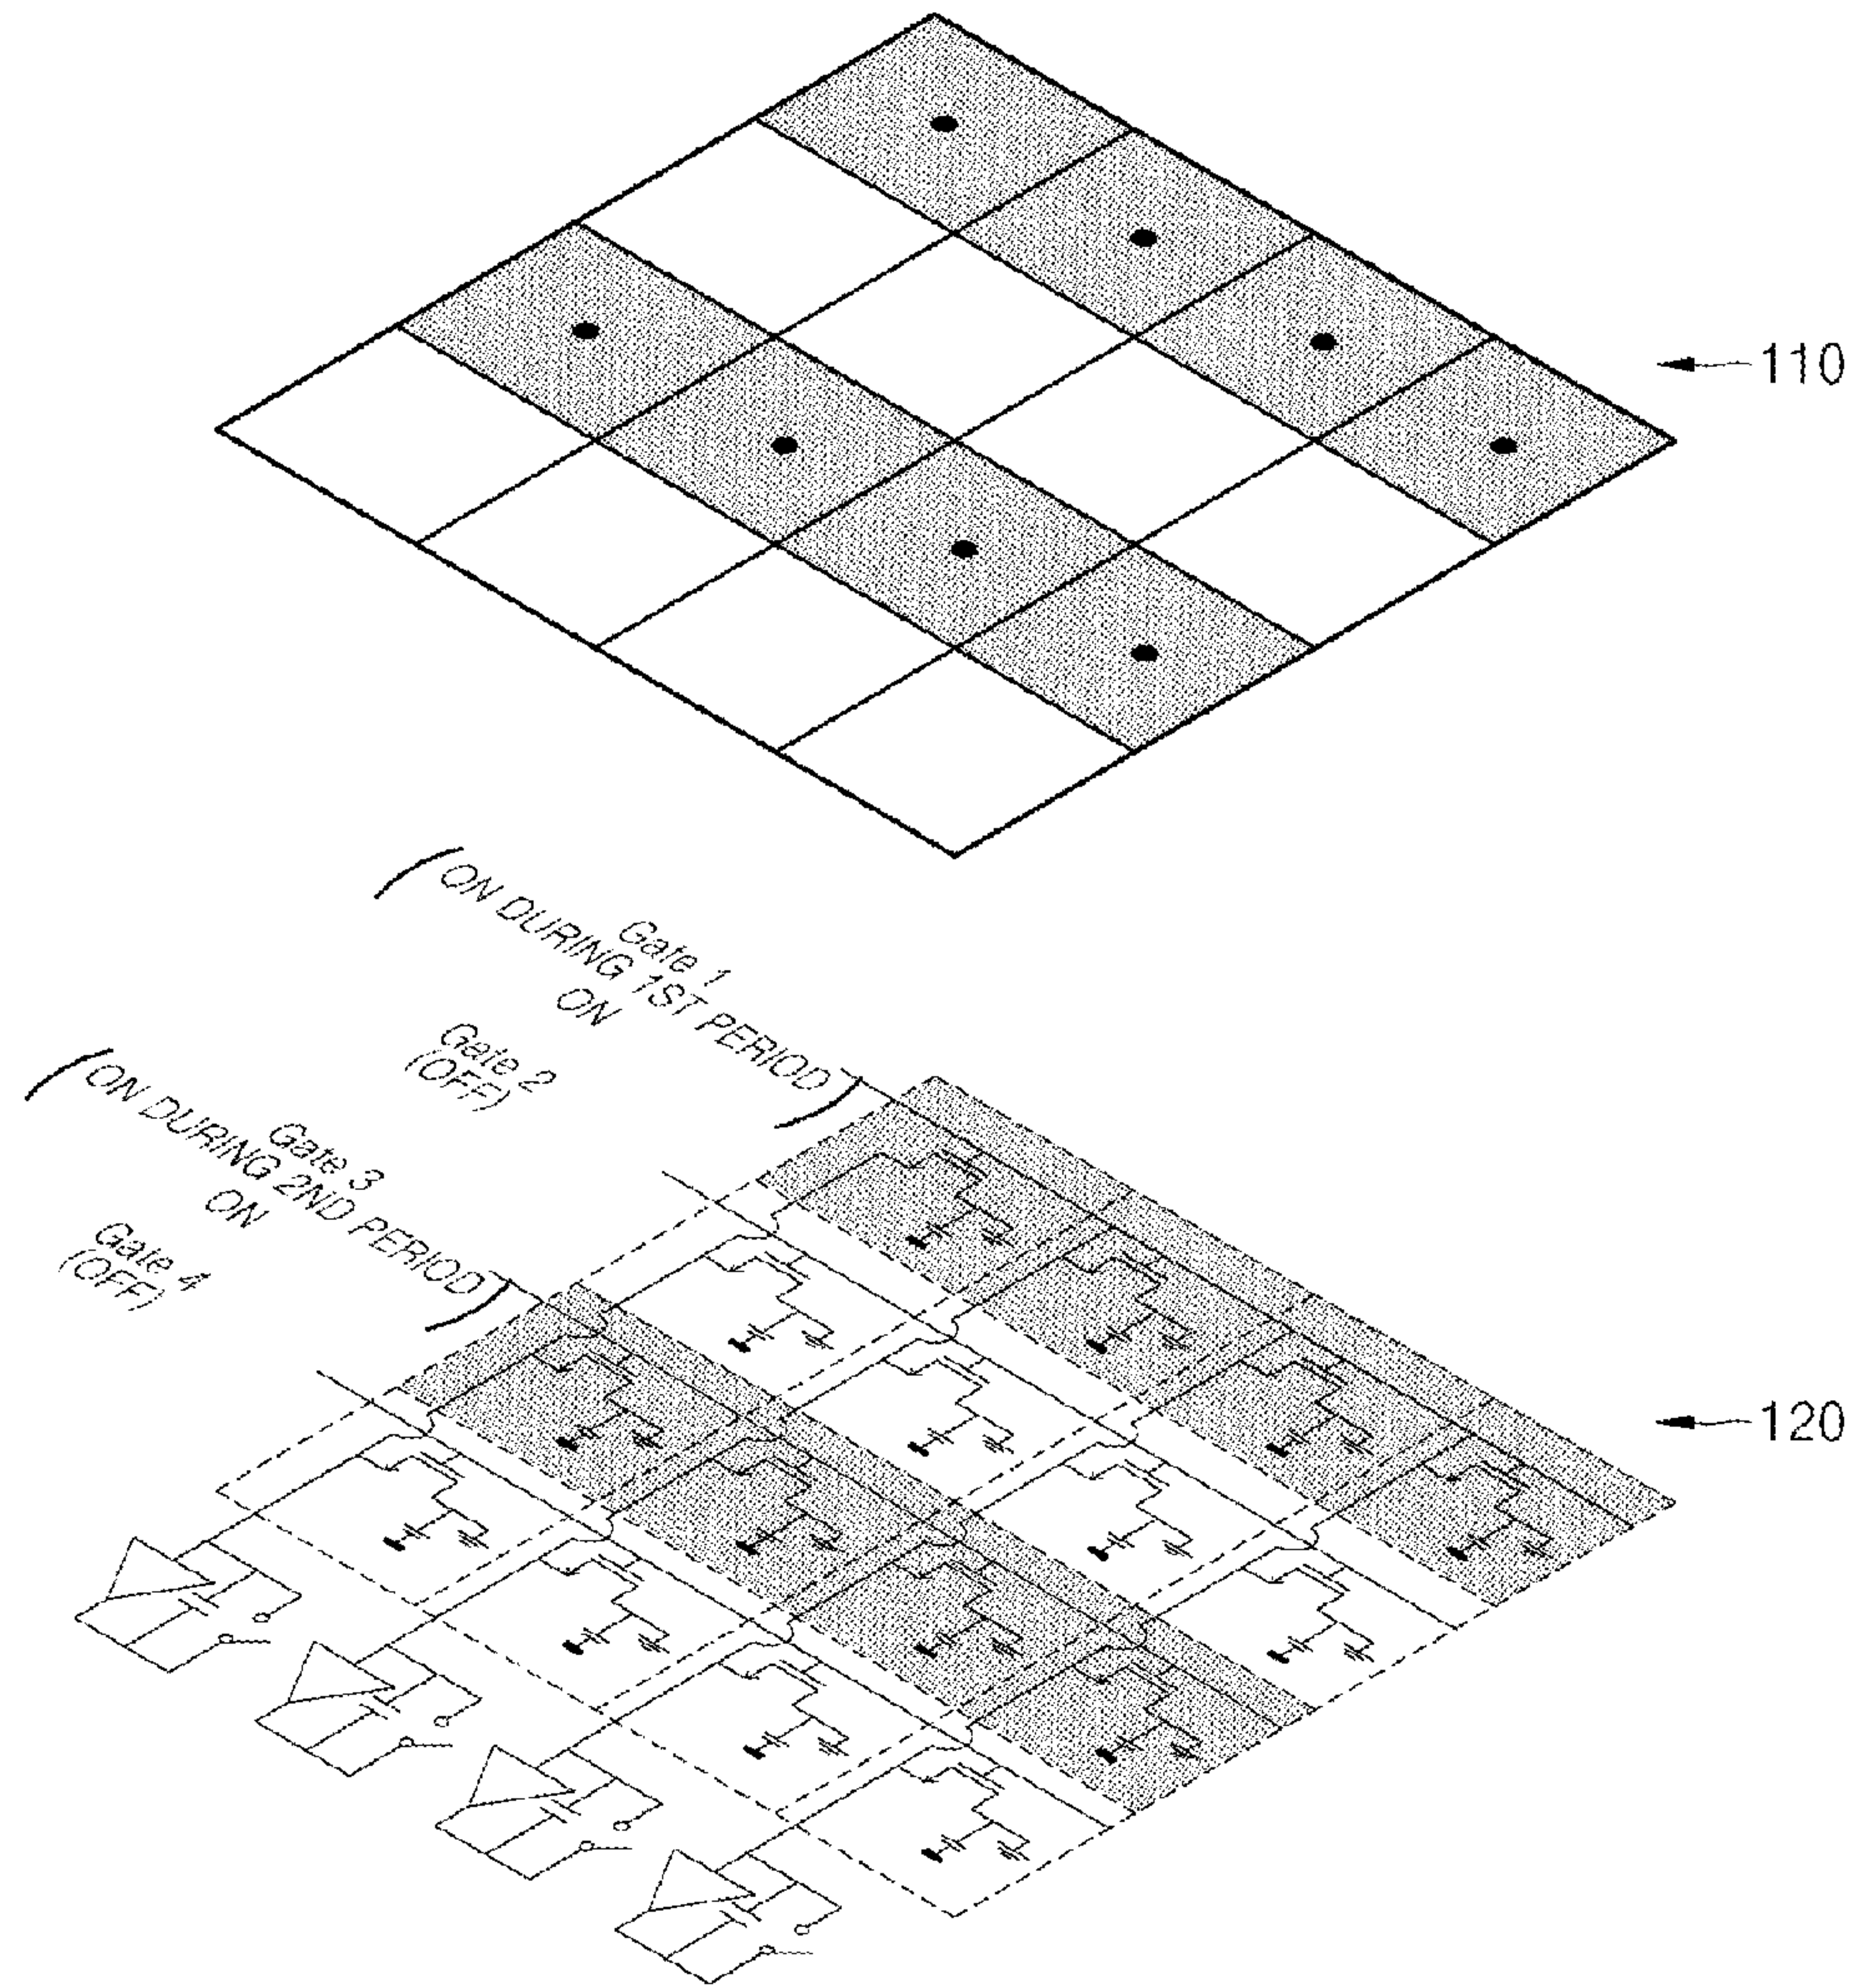 110
Gate 1
(ON DURING 1ST PERIOD)
ON
Gate 2
(OFF)
Gate 3
(ON DURING 2ND PERIOD)
ON
Gate 4
(OFF)
120